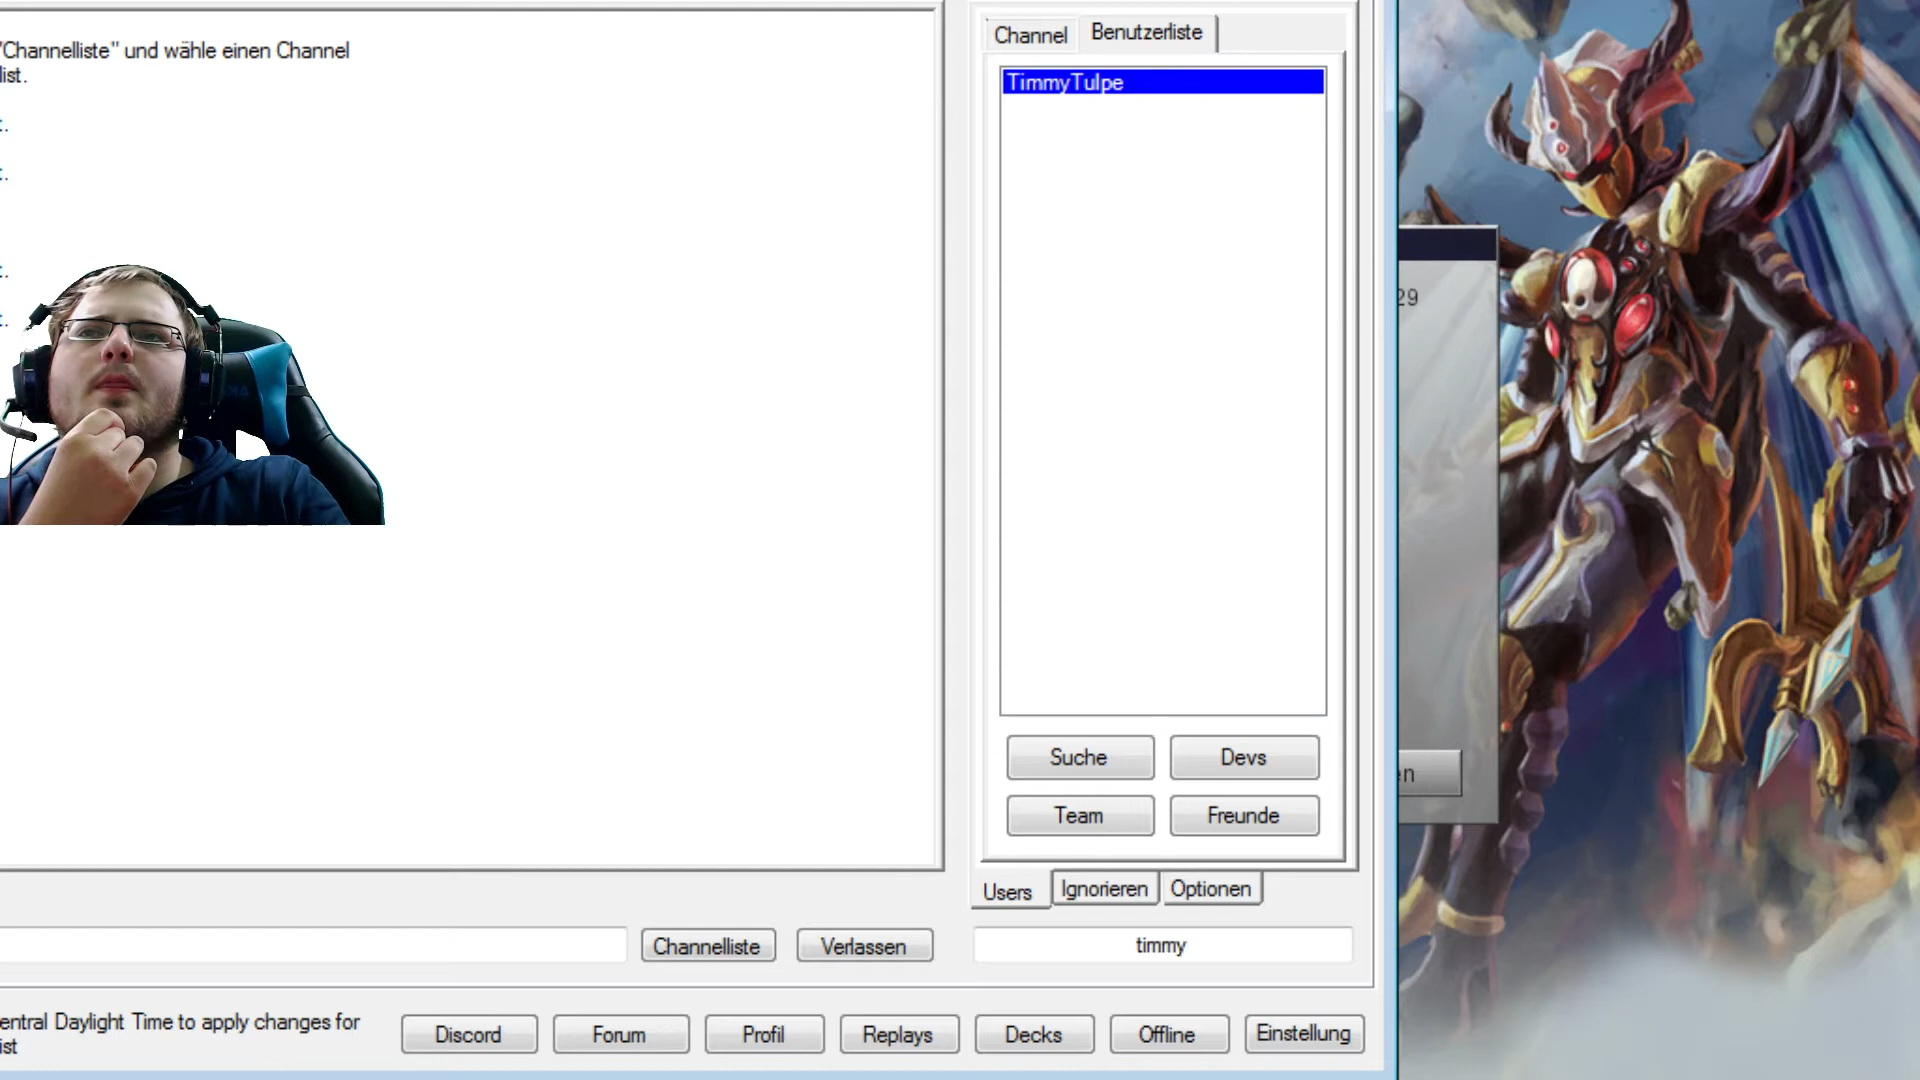 "Channelliste" und wähle einen Channel
list.
t.
t.
t.
t.
Channel
Benutzerliste
TimmyTulpe
29
Suche
Devs
Team
Freunde
en
Users
Ignorieren
Optionen
Channelliste
Verlassen
timmy
entral Daylight Time to apply changes for
ist
Discord
Forum
Profil
Replays
Decks
Offline
Einstellung